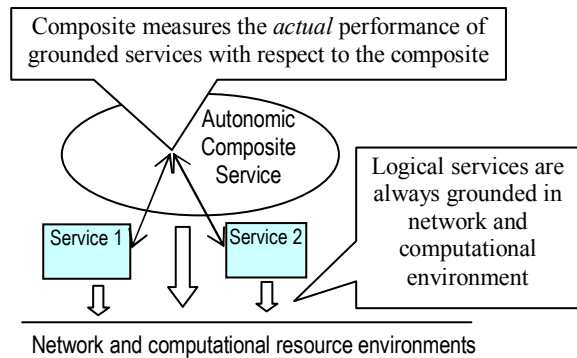 Composite measures the actual performance of
grounded services with respect to the composite
Autonomic
Composite
Service
Logical services are
always grounded in
network and
computational
environment
Service 1
Service 2
Network and computational resource environments